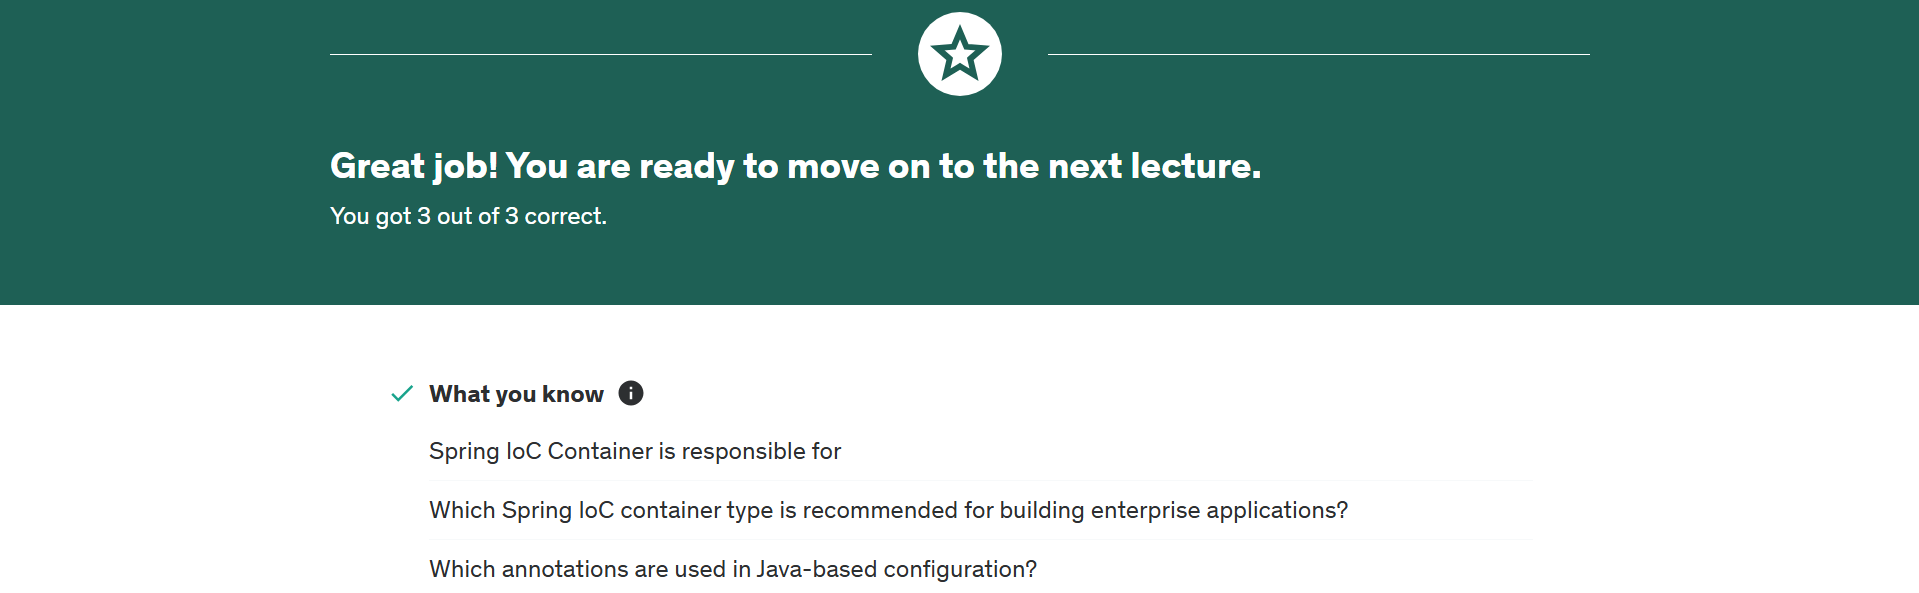 Great job! You are ready to move on to the next lecture.
You got 3 out of 3 correct.
What you know
Spring IoC Container is responsible for
Which Spring IoC container type is recommended for building enterprise applications?
Which annotations are used in Java-based configuration?